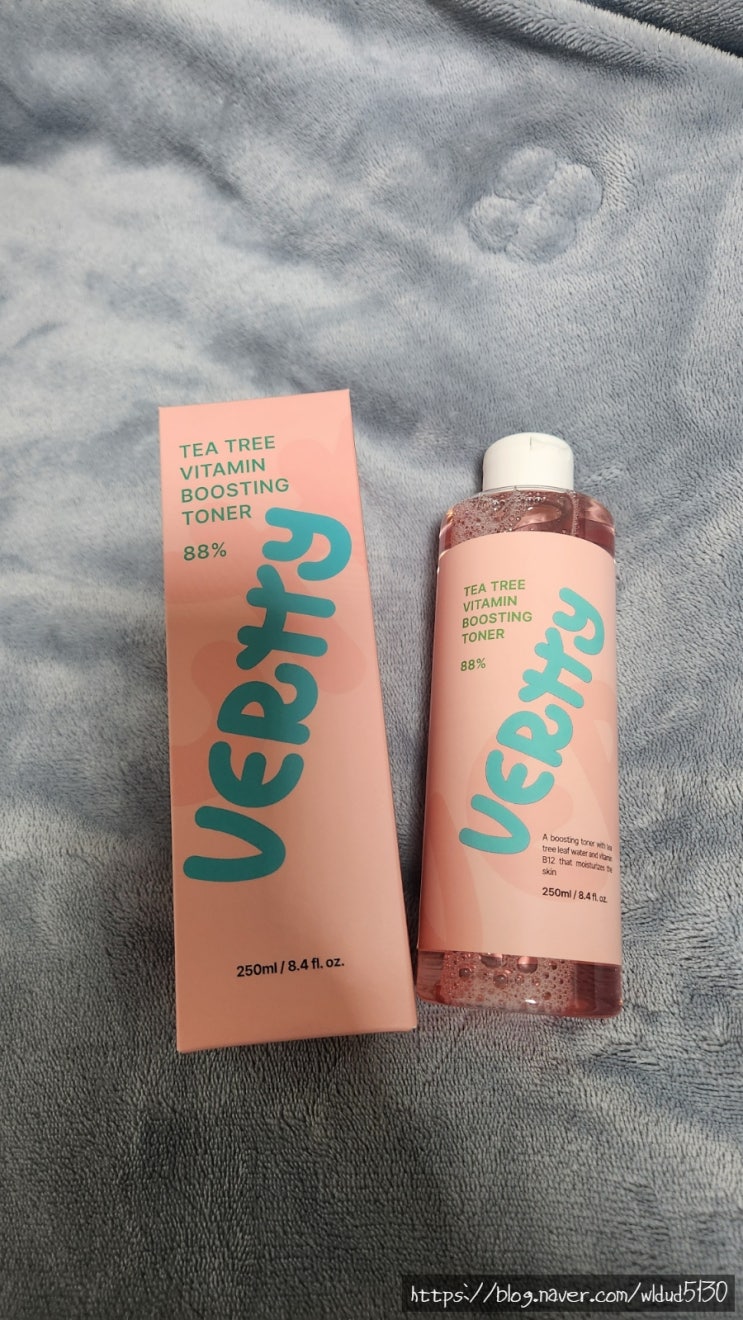 TEA TREE
VITAMIN
BOOSTING
TONER
88%
VERTTY
250ml / 8.4 fl. oz.
TEA TREE
VITAMIN
BOOSTING
TONER
88%
VERTTY
A boosting toner with tea
tree leaf water and vitamin
B12 that moisturizes the
skin
250ml / 8.4 fl. oz.
https://blog.naver.com/wldud5130